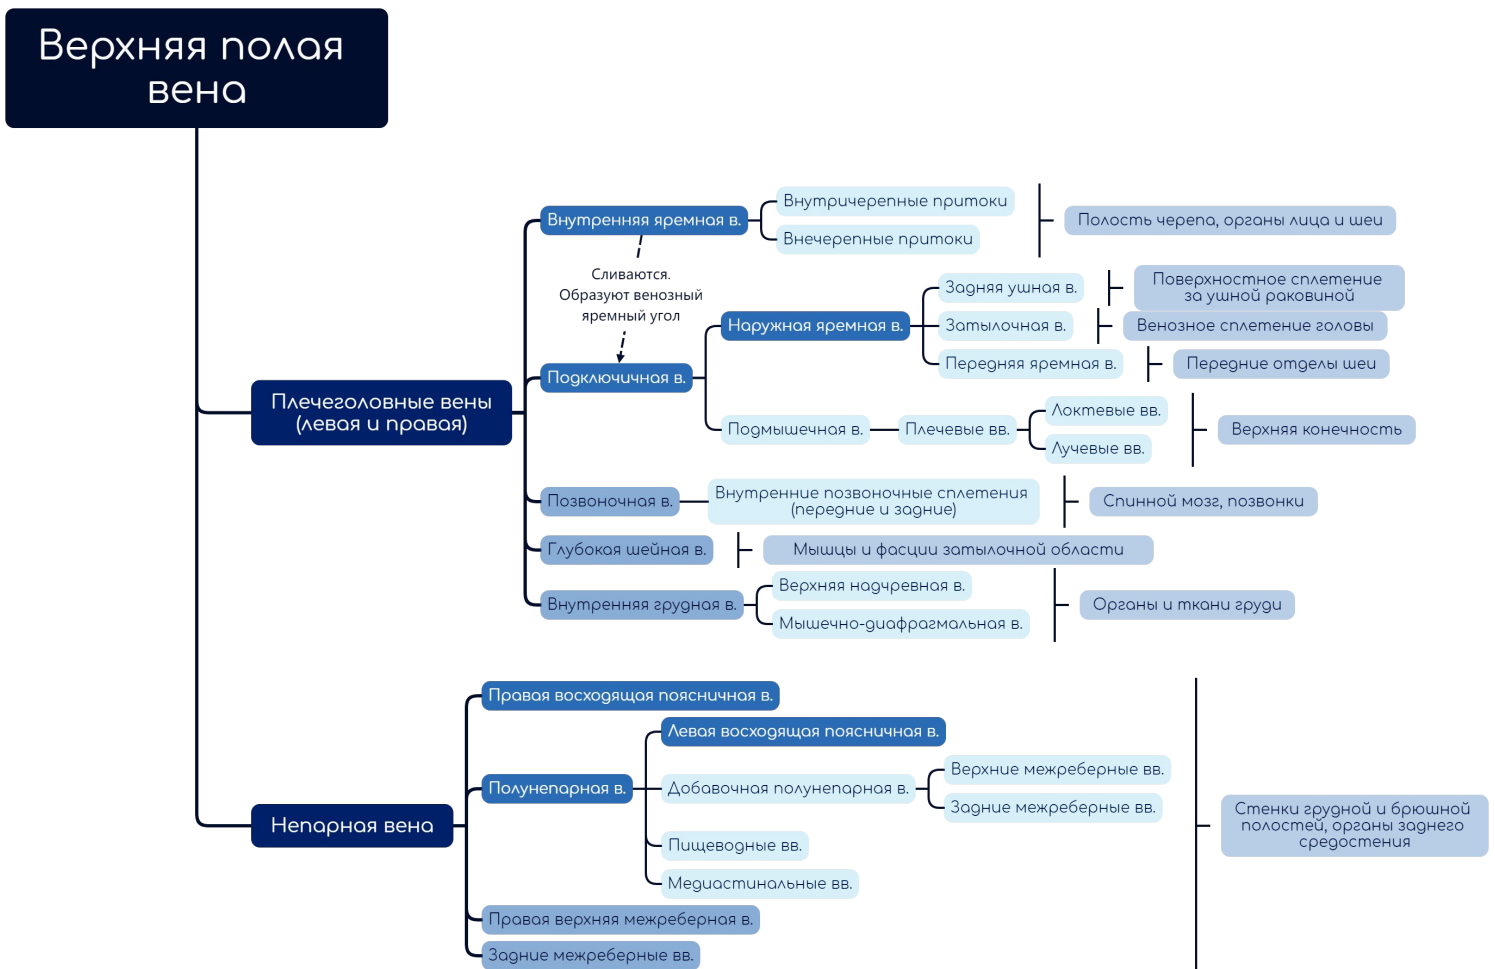 Верхняя полая
вена
Внутренняя яремная в.
Внутричерепные притоки
Внечерепные притоки
Полость черепа, органы лица и шеи
Сливаются.
Образуют венозный
яремный угол
Подключичная в.
Наружная яремная в.
Задняя ушная в.
Поверхностное сплетение
за ушной раковиной
Затылочная в.
Венозное сплетение головы
Передняя яремная в.
Передние отделы шеи
Плечеголовные вены
(левая и правая)
Подмышечная в.
Плечевые вв.
Локтевые вв.
Лучевые вв.
Верхняя конечность
Позвоночная в.
Внутренние позвоночные сплетения
(передние и задние)
Спинной мозг, позвонки
Глубокая шейная в.
Мышцы и фасции затылочной области
Внутренняя грудная в.
Верхняя надчревная в.
Мышечно-диафрагмальная в.
Органы и ткани груди
Непарная вена
Правая восходящая поясничная в.
Полунепарная в.
Левая восходящая поясничная в.
Добавочная полунепарная в.
Верхние межреберные вв.
Задние межреберные вв.
Пищеводные вв.
Медиастинальные вв.
Правая верхняя межреберная в.
Задние межреберные вв.
Стенки грудной и брюшной
полостей, органы заднего
средостения